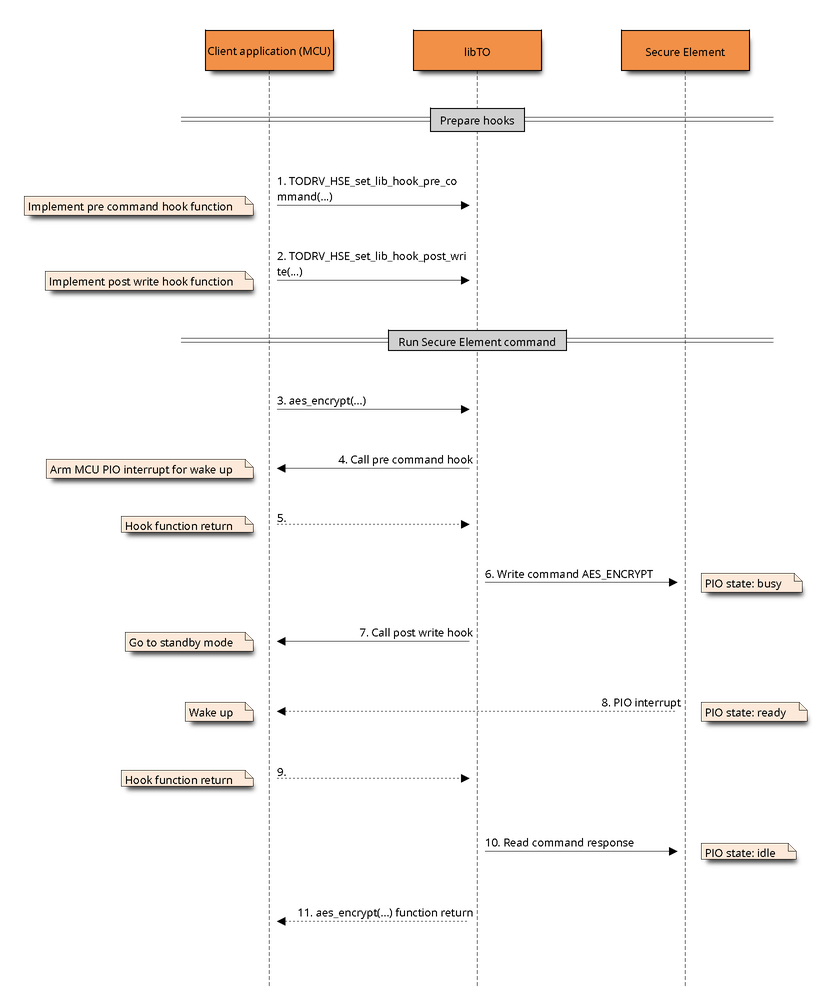 Client application (MCU)
libTO
Secure Element
Prepare hooks
1. TODRV_HSE_set_lib_hook_pre_co
mmand(...)
Implement pre command hook function
2. TODRV_HSE_set_lib_hook_post_wri
te(...)
Implement post write hook function
Run Secure Element command
3. aes_encrypt(...)
4. Call pre command hook
Arm MCU PIO interrupt for wake up
5.
Hook function return
6. Write command AES_ENCRYPT
PIO state: busy
7. Call post write hook
Go to standby mode
8. PIO interrupt
Wake up
PIO state: ready
9.
Hook function return
10. Read command response
PIO state: idle
11. aes_encrypt(...) function return